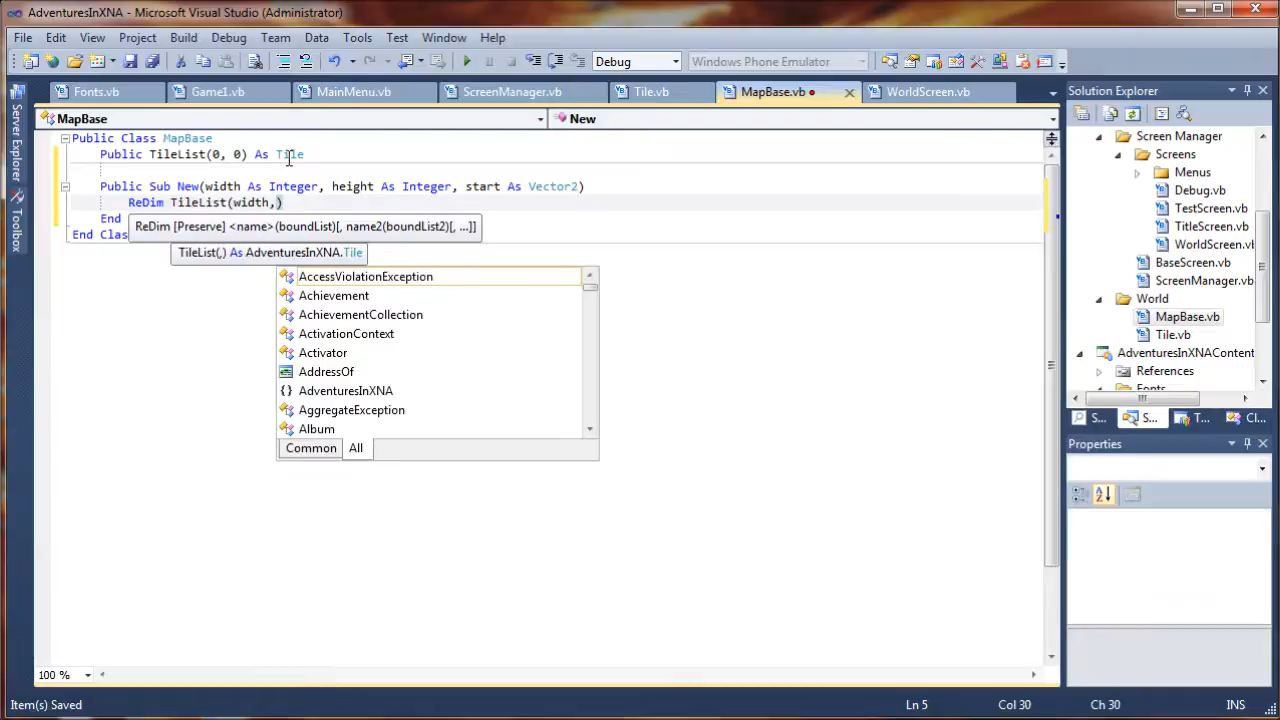 AdventuresInXNA - Microsoft Visual Studio (Administrator)
File Edit View Project Build Debug Team Data Tools Test Window Help
Debug Windows Phone Emulator
Fonts.vb Game1.vb MainMenu.vb ScreenManager.vb Tile.vb MapBase.vb WorldScreen.vb
MapBase New
Public Class MapBase
Public TileList(0, 0) As Tile
Public Sub New(width As Integer, height As Integer, start As Vector2)
ReDim TileList(width,)
End
End Clas
ReDim [Preserve] <name>(boundList)[, name2(boundList2)[, ...]]
TileList(,) As AdventuresInXNA.Tile
AccessViolationException
Achievement
AchievementCollection
ActivationContext
Activator
AddressOf
{ } AdventuresInXNA
AggregateException
Album
Common All
100 %
Server Explorer
Toolbox
Solution Explorer
Screen Manager
Screens
Menus
Debug.vb
TestScreen.vb
TitleScreen.vb
WorldScreen.vb
BaseScreen.vb
ScreenManager.vb
World
MapBase.vb
Tile.vb
AdventuresInXNAContent
References
Fonts
S... S... T... Cl...
Properties
Item(s) Saved Ln 5 Col 30 Ch 30 INS